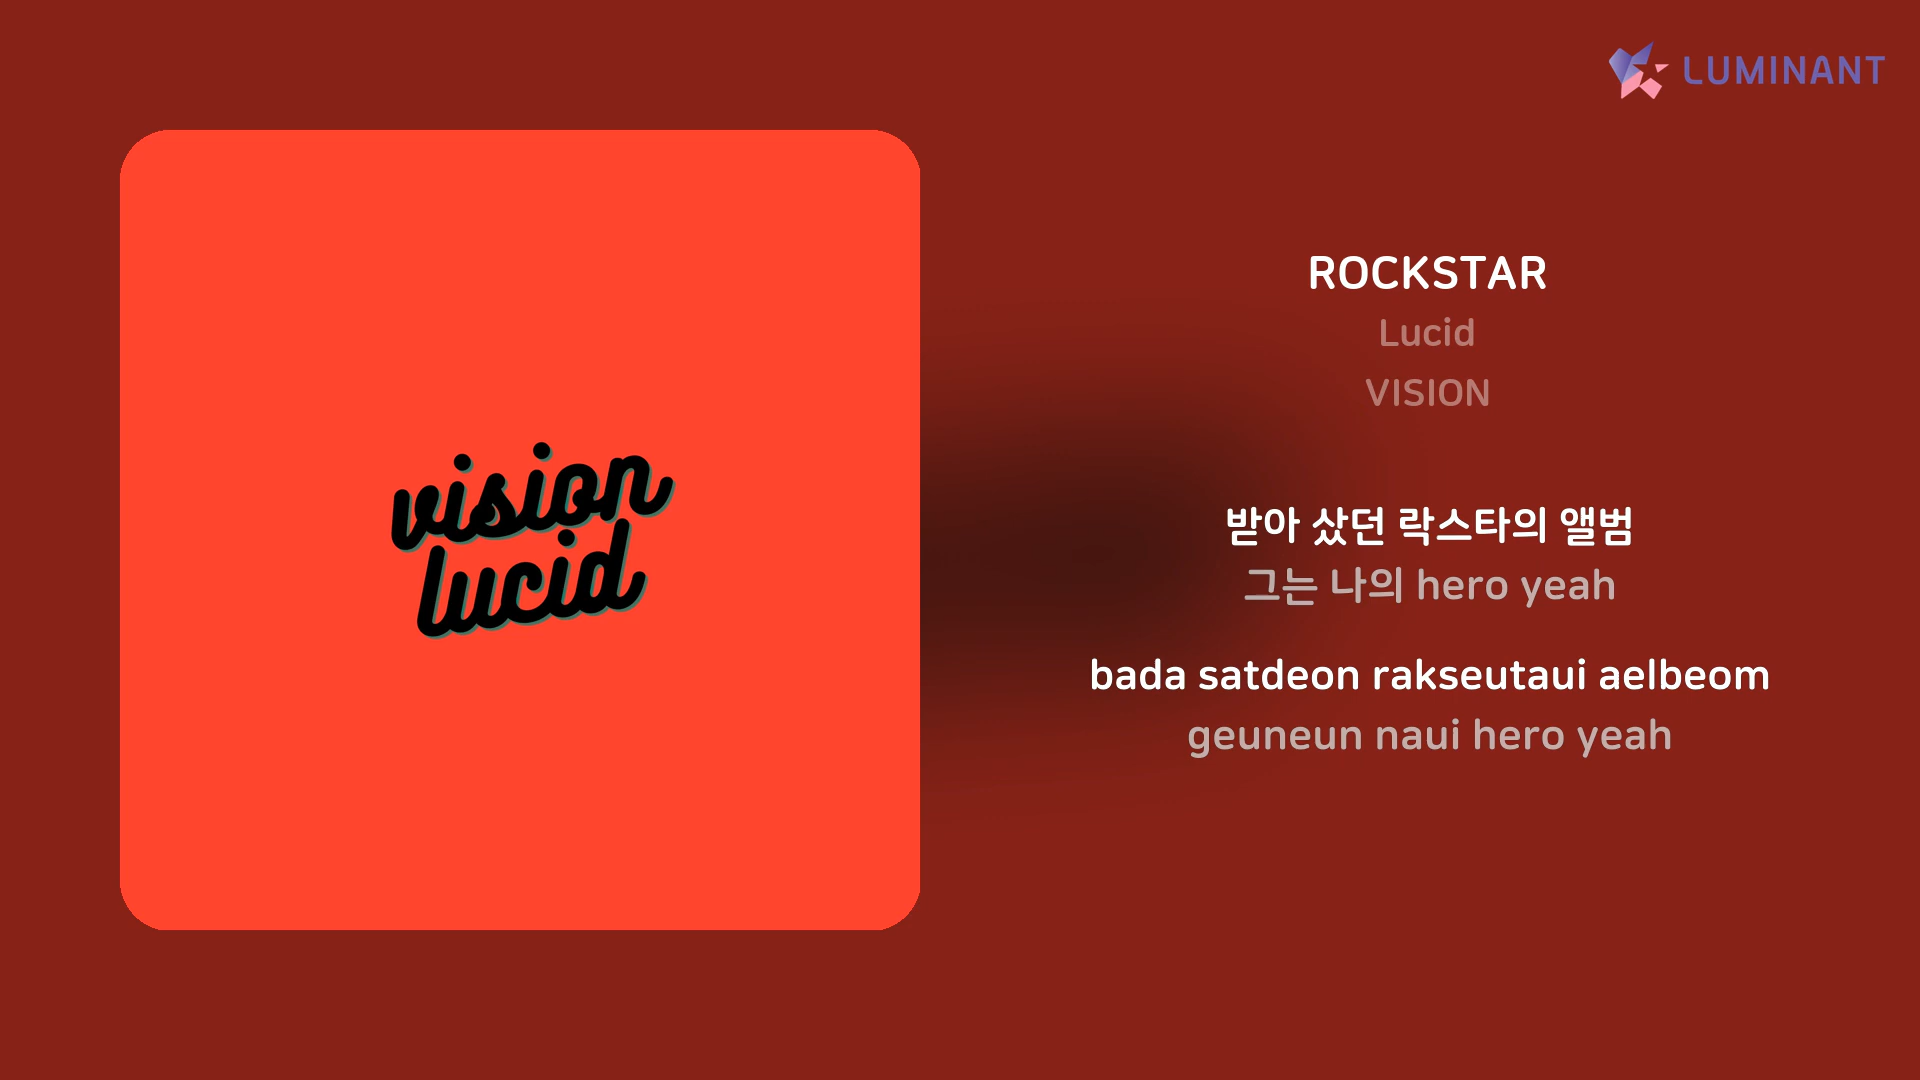 LUMINANT
vision
lucid
ROCKSTAR
Lucid
VISION
받아 샀던 락스타의 앨범
그는 나의 hero yeah
bada satdeon rakseutaui aelbeom
geuneun naui hero yeah